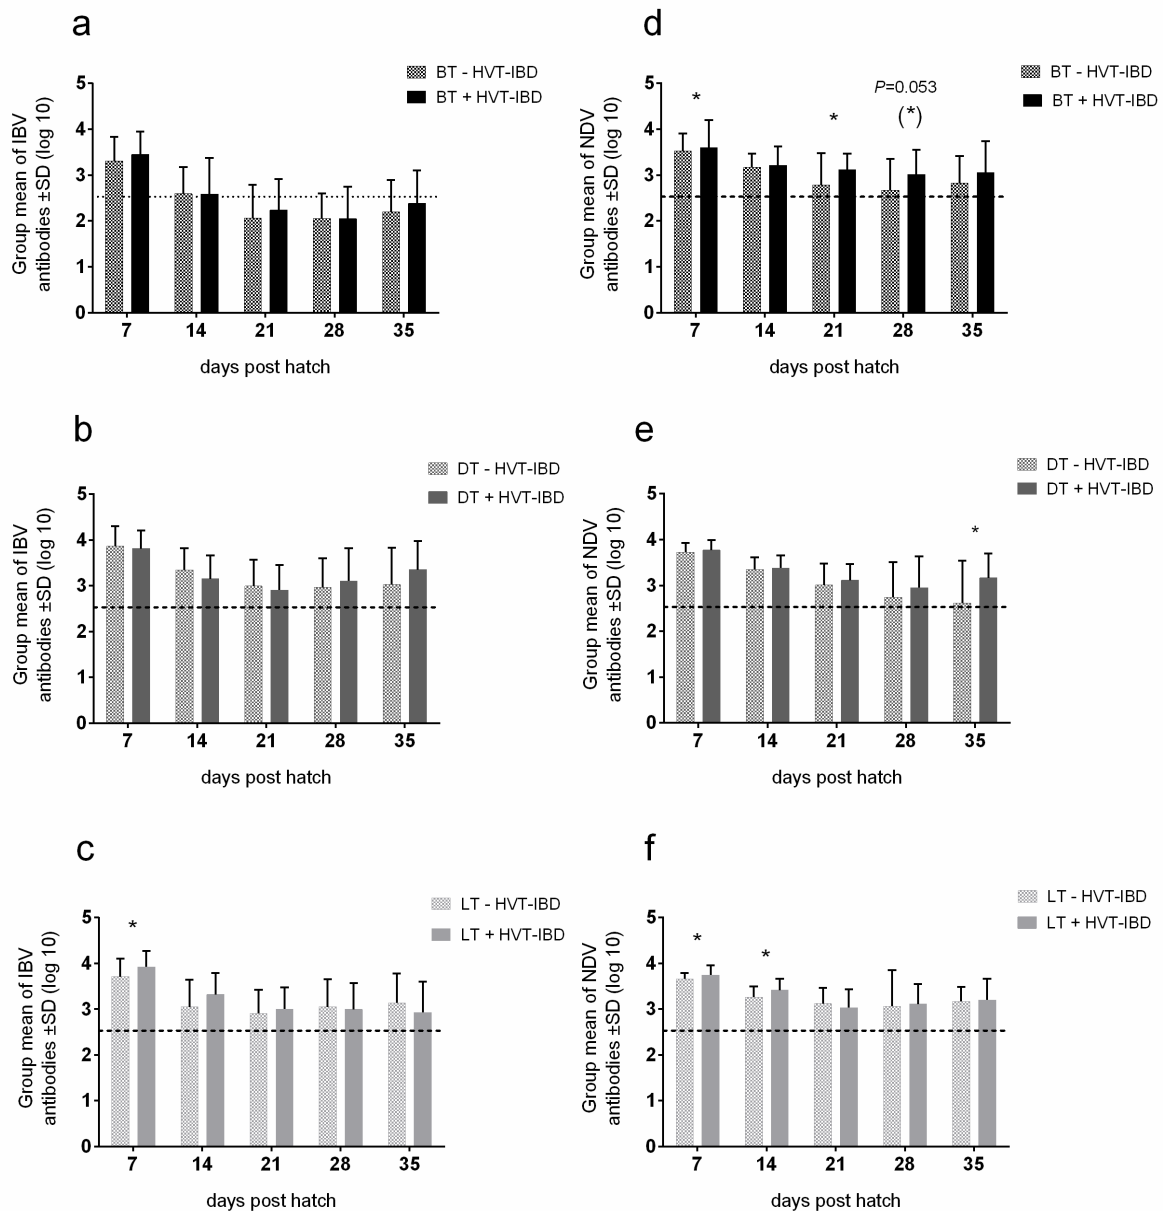 a
BT - HVT-IBD
BT + HVT-IBD
Group mean of IBV
antibodies ±SD (log 10)
5
4
3
2
1
0
7 14 21 28 35
days post hatch
d
BT - HVT-IBD
BT + HVT-IBD
Group mean of NDV
antibodies ±SD (log 10)
5
4
3
2
1
0
*
*
P=0.053
(*)
7 14 21 28 35
days post hatch
b
DT - HVT-IBD
DT + HVT-IBD
Group mean of IBV
antibodies ±SD (log 10)
5
4
3
2
1
0
7 14 21 28 35
days post hatch
e
DT - HVT-IBD
DT + HVT-IBD
Group mean of NDV
antibodies ±SD (log 10)
5
4
3
2
1
0
*
7 14 21 28 35
days post hatch
c
LT - HVT-IBD
LT + HVT-IBD
Group mean of IBV
antibodies ±SD (log 10)
5
4
3
2
1
0
*
7 14 21 28 35
days post hatch
f
LT - HVT-IBD
LT + HVT-IBD
Group mean of NDV
antibodies ±SD (log 10)
5
4
3
2
1
0
*
*
7 14 21 28 35
days post hatch